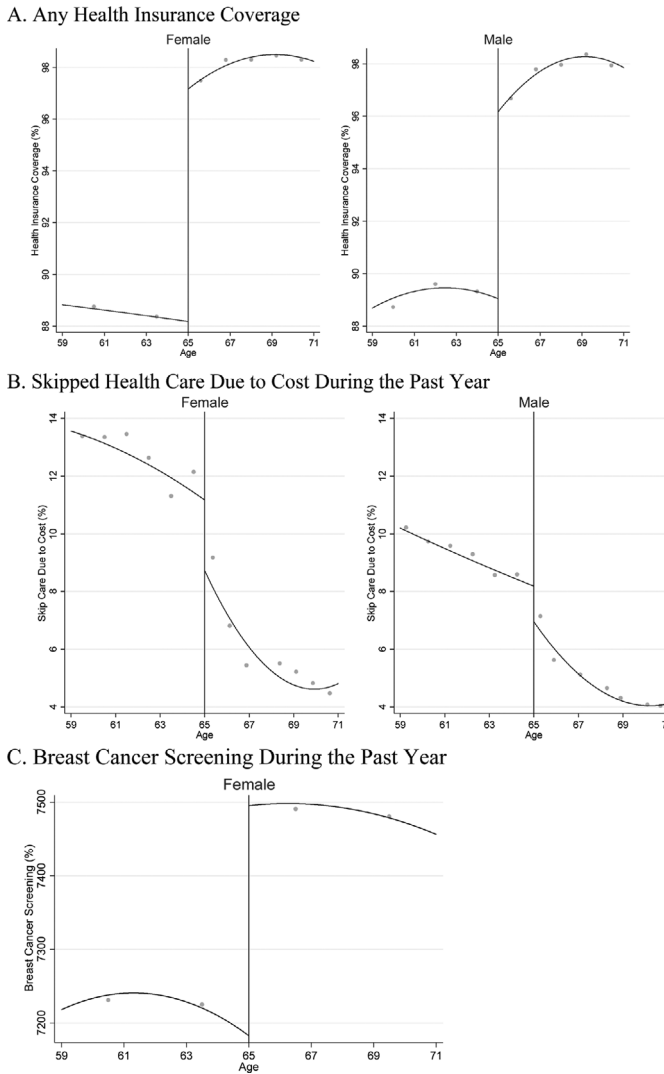 A. Any Health Insurance Coverage
Female
Male
Health Insurance Coverage (%)
98
96
94
92
90
88
59 61 63 65 67 69 71
Age
Health Insurance Coverage (%)
98
96
94
92
90
88
59 61 63 65 67 69 71
Age
B. Skipped Health Care Due to Cost During the Past Year
Female
Male
Skip Care Due to Cost (%)
14
12
10
8
6
4
59 61 63 65 67 69 71
Age
Skip Care Due to Cost (%)
14
12
10
8
6
4
59 61 63 65 67 69 7
Age
C. Breast Cancer Screening During the Past Year
Female
Breast Cancer Screening (%)
7500
7400
7300
7200
59 61 63 65 67 69 71
Age